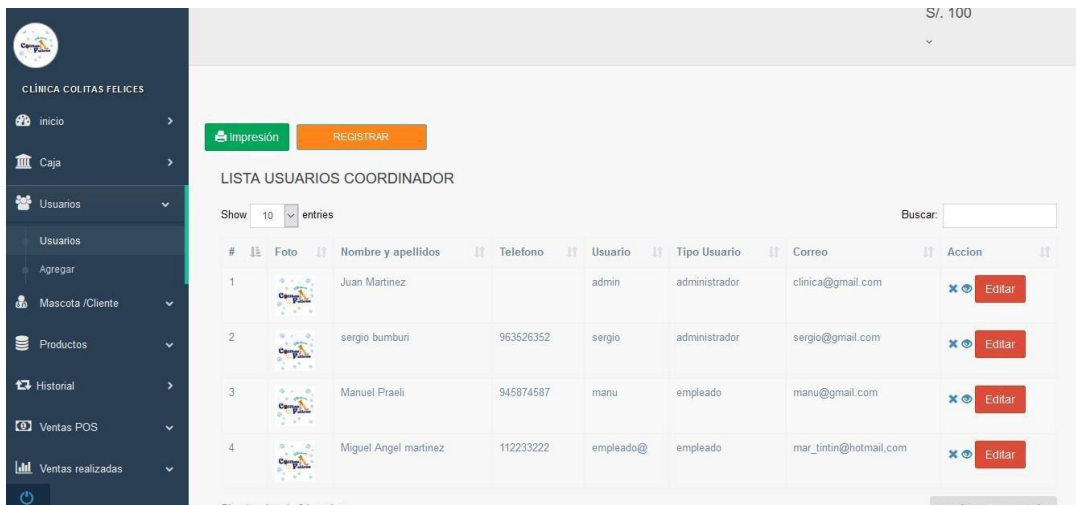 S/. 100
CLÍNICA COLITAS FELICES
inicio
Caja
Usuarios
Usuarios
Agregar
Mascota /Cliente
Productos
Historial
Ventas POS
Ventas realizadas
Impresión
REGISTRAR
LISTA USUARIOS COORDINADOR
Show 10 entries
Buscar:
# Foto Nombre y apellidos Telefono Usuario Tipo Usuario Correo Accion
1 Juan Martinez admin administrador clinica@gmail.com Editar
2 sergio bumburi 963526352 sergio administrador sergio@gmail.com Editar
3 Manuel Praeli 945874587 manu empleado manu@gmail.com Editar
4 Miguel Angel martinez 112233222 empleado@ empleado mar_tintin@hotmail,com Editar